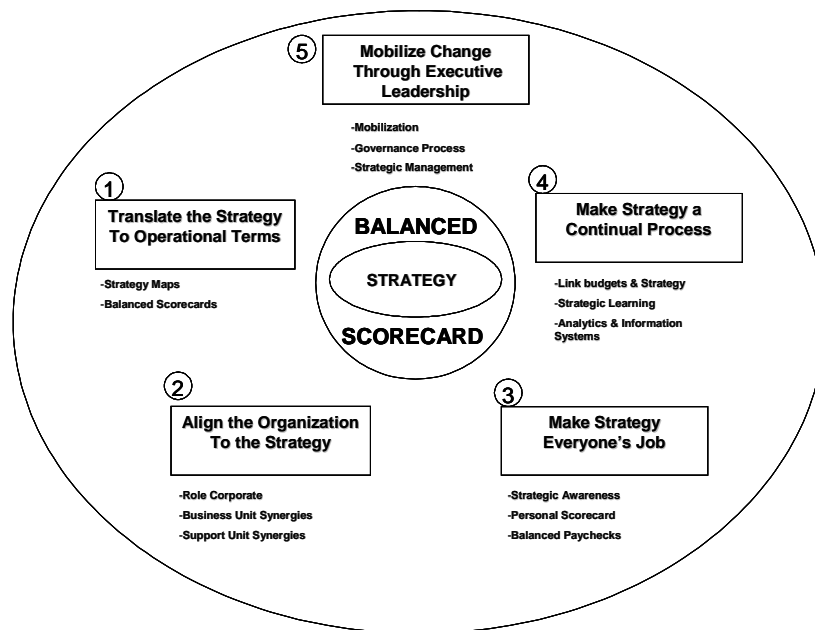 5
Mobilize Change
Through Executive
Leadership
-Mobilization
-Governance Process
-Strategic Management
1
Translate the Strategy
To Operational Terms
-Strategy Maps
-Balanced Scorecards
BALANCED
STRATEGY
SCORECARD
4
Make Strategy a
Continual Process
-Link budgets & Strategy
-Strategic Learning
-Analytics & Information
Systems
2
Align the Organization
To the Strategy
-Role Corporate
-Business Unit Synergies
-Support Unit Synergies
3
Make Strategy
Everyone’s Job
-Strategic Awareness
-Personal Scorecard
-Balanced Paychecks